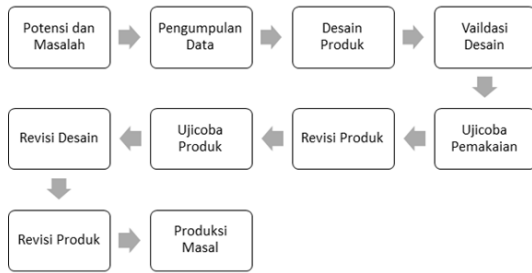 Potensi dan
Masalah
Pengumpulan
Data
Desain
Produk
Vaildasi
Desain
Ujicoba
Pemakaian
Revisi Produk
Ujicoba
Produk
Revisi Desain
Revisi Produk
Produksi
Masal